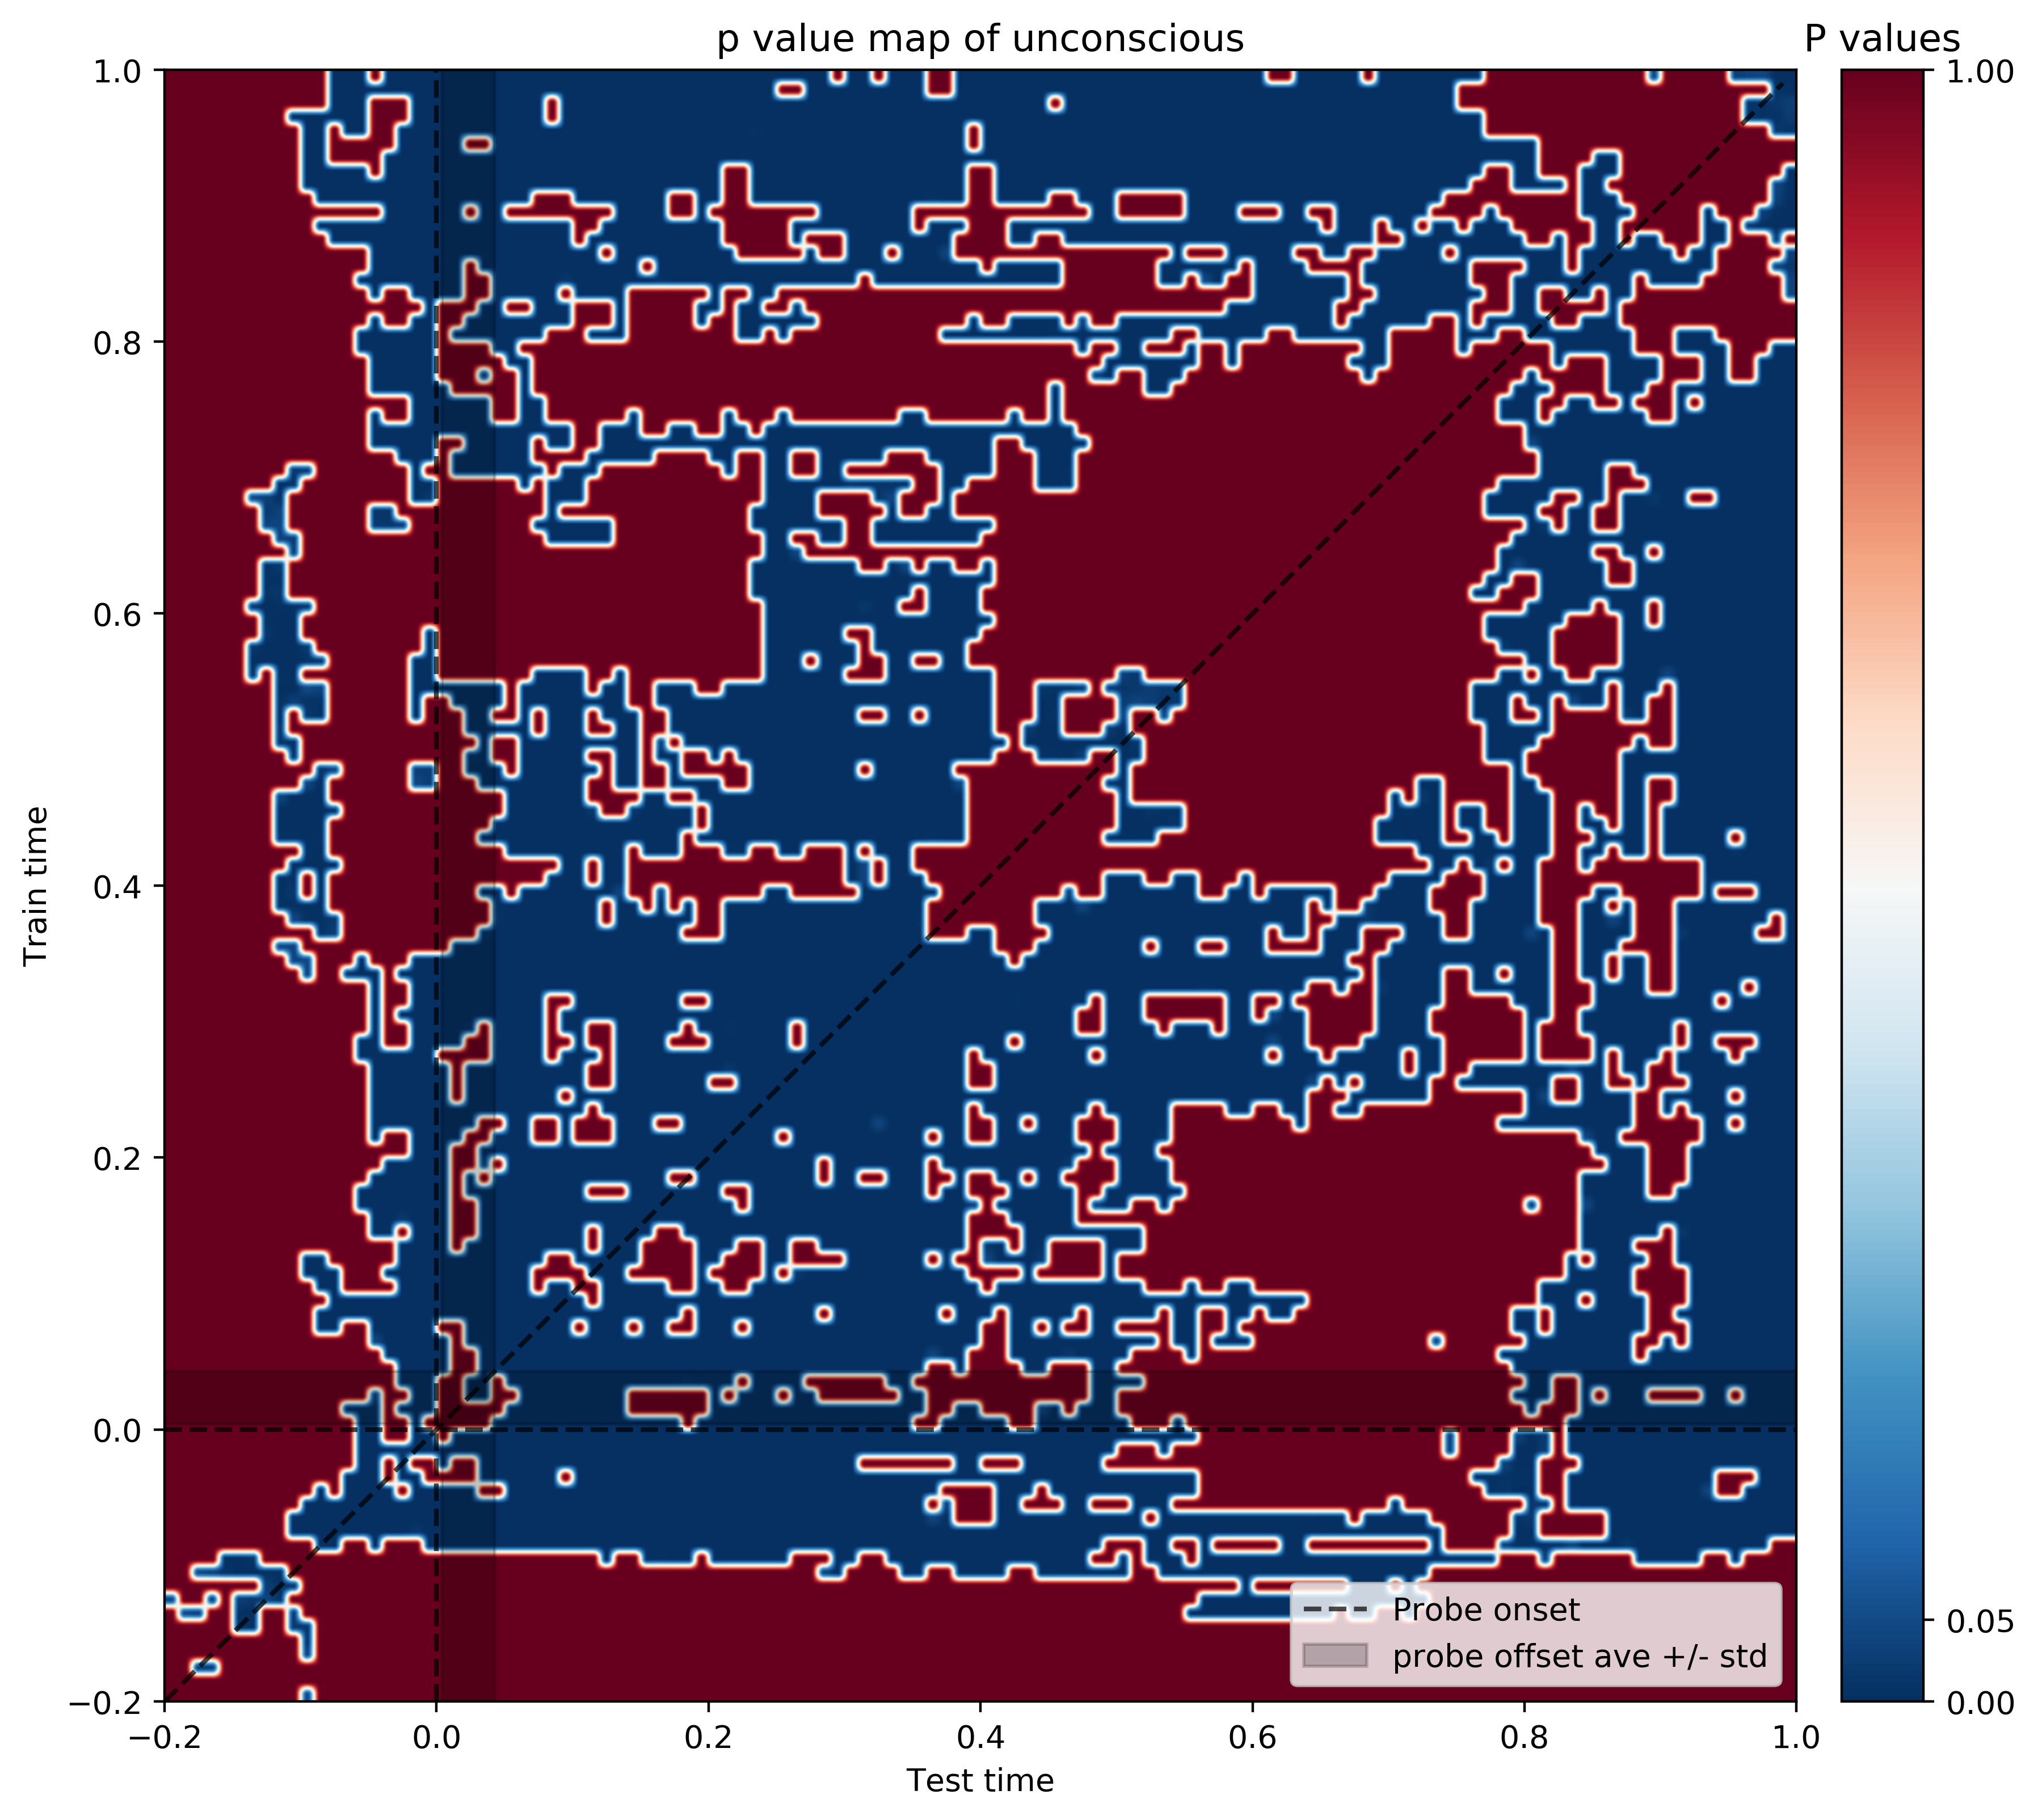 p value map of unconscious
P values
1.0
0.8
0.6
0.4
0.2
0.0
−0.2
Train time
−0.2
0.0
0.2
0.4
0.6
0.8
1.0
Test time
Probe onset
probe offset ave +/- std
1.00
0.05
0.00